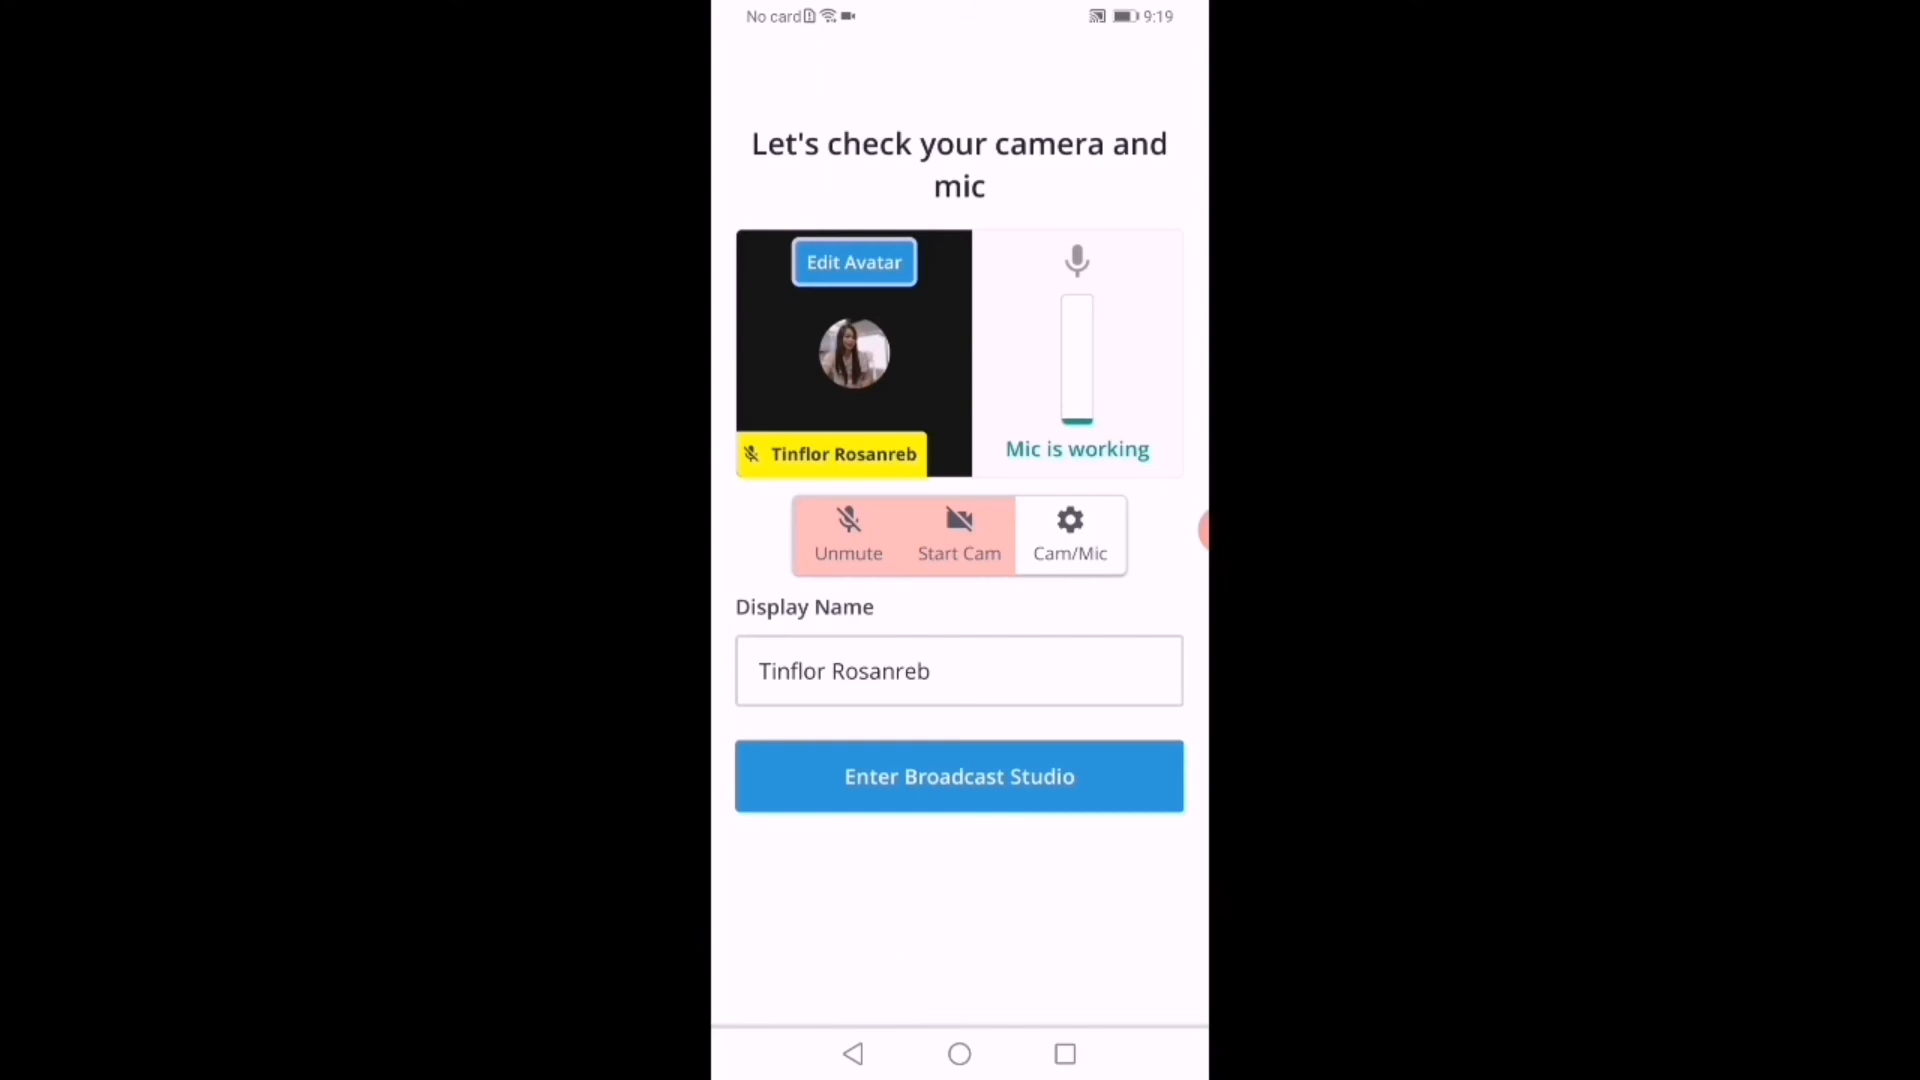 No card 9:19
Let's check your camera and
mic
Edit Avatar
Tinflor Rosanreb
Mic is working
Unmute Start Cam Cam/Mic
Display Name
Tinflor Rosanreb
Enter Broadcast Studio